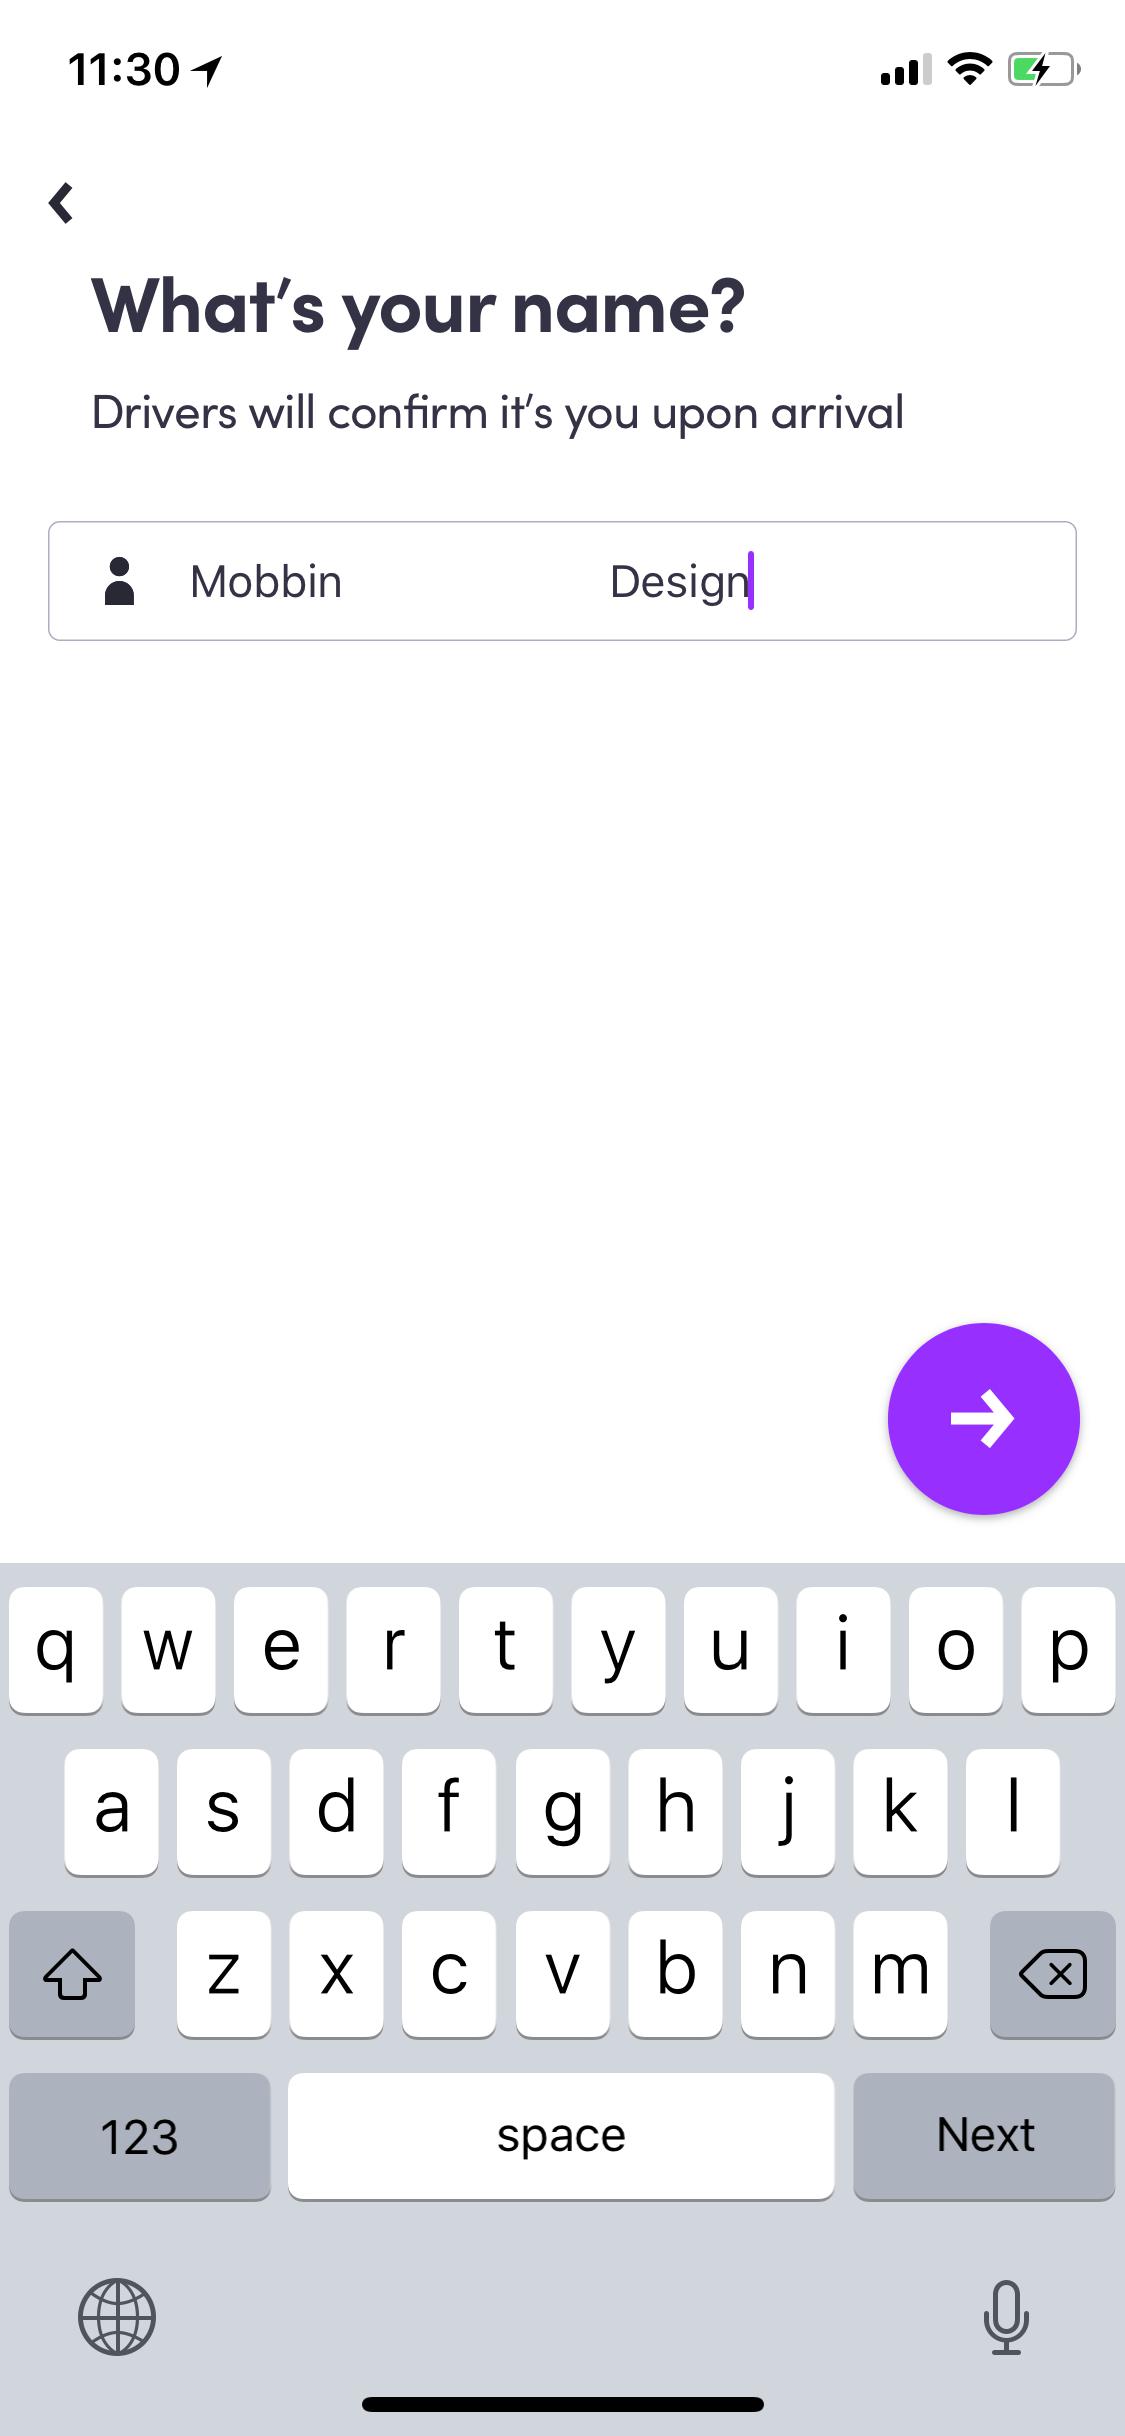 11:30
What's your name?
Drivers will confirm it's you upon arrival
Mobbin Design
q w e r t y u i o p
a s d f g h j k l
z x c v b n m
123 space Next